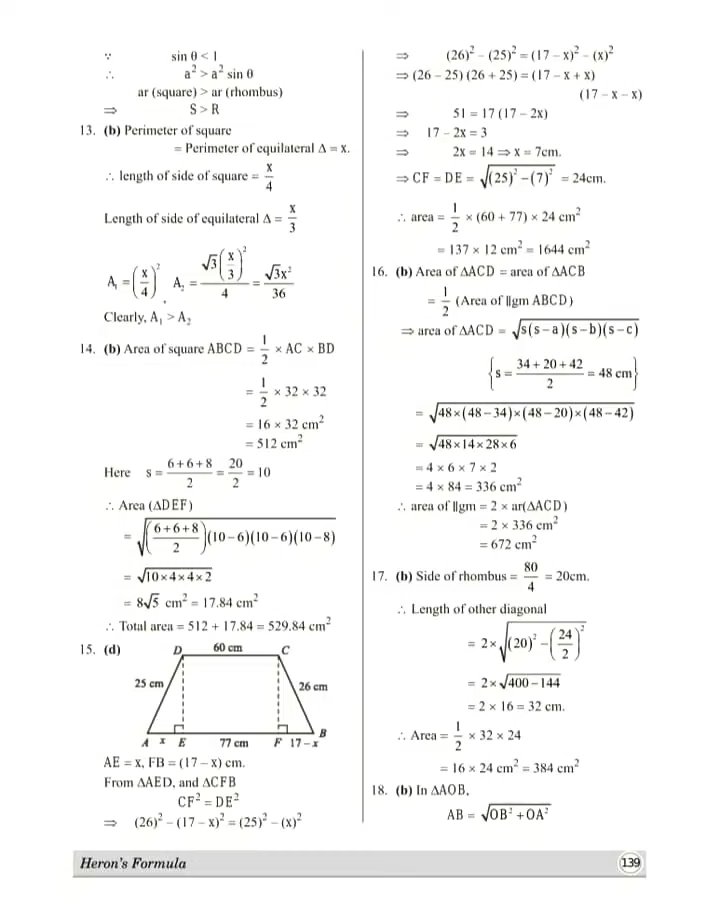 ∵ sin θ < 1
∴ a² > a² sin θ
ar (square) > ar (rhombus)
⇒ S > R
13. (b) Perimeter of square
= Perimeter of equilateral Δ = x.
∴ length of side of square = x/4
Length of side of equilateral Δ = x/3
A₁ = (x/4)², A₂ = √3(x/3)²/4 = √3x²/36
Clearly, A₁ > A₂
14. (b) Area of square ABCD = 1/2 × AC × BD
= 1/2 × 32 × 32
= 16 × 32 cm²
= 512 cm²
Here s = (6+6+8)/2 = 20/2 = 10
∴ Area (ΔDEF)
= √(((6+6+8)/2)(10−6)(10−6)(10−8))
= √(10×4×4×2)
= 8√5 cm² = 17.84 cm²
∴ Total area = 512 + 17.84 = 529.84 cm²
15. (d)
D 60 cm C
25 cm 26 cm
A x E 77 cm F 17 − x B
AE = x, FB = (17 − x) cm.
From ΔAED, and ΔCFB
CF² = DE²
⇒ (26)² − (17 − x)² = (25)² − (x)²
⇒ (26)² − (25)² = (17 − x)² − (x)²
⇒ (26 − 25) (26 + 25) = (17 − x + x)
(17 − x − x)
⇒ 51 = 17 (17 − 2x)
⇒ 17 − 2x = 3
⇒ 2x = 14 ⇒ x = 7cm.
⇒ CF = DE = √((25)² − (7)²) = 24cm.
∴ area = 1/2 × (60 + 77) × 24 cm²
= 137 × 12 cm² = 1644 cm²
16. (b) Area of ΔACD = area of ΔACB
= 1/2 (Area of ||gm ABCD)
⇒ area of ΔACD = √(s(s−a)(s−b)(s−c))
{s = (34+20+42)/2 = 48 cm}
= √(48×(48−34)×(48−20)×(48−42))
= √(48×14×28×6)
= 4 × 6 × 7 × 2
= 4 × 84 = 336 cm²
∴ area of ||gm = 2 × ar(ΔACD)
= 2 × 336 cm²
= 672 cm²
17. (b) Side of rhombus = 80/4 = 20cm.
∴ Length of other diagonal
= 2×√((20)² − (24/2)²)
= 2×√(400−144)
= 2 × 16 = 32 cm.
∴ Area = 1/2 × 32 × 24
= 16 × 24 cm² = 384 cm²
18. (b) In ΔAOB,
AB = √(OB² + OA²)
Heron's Formula
139